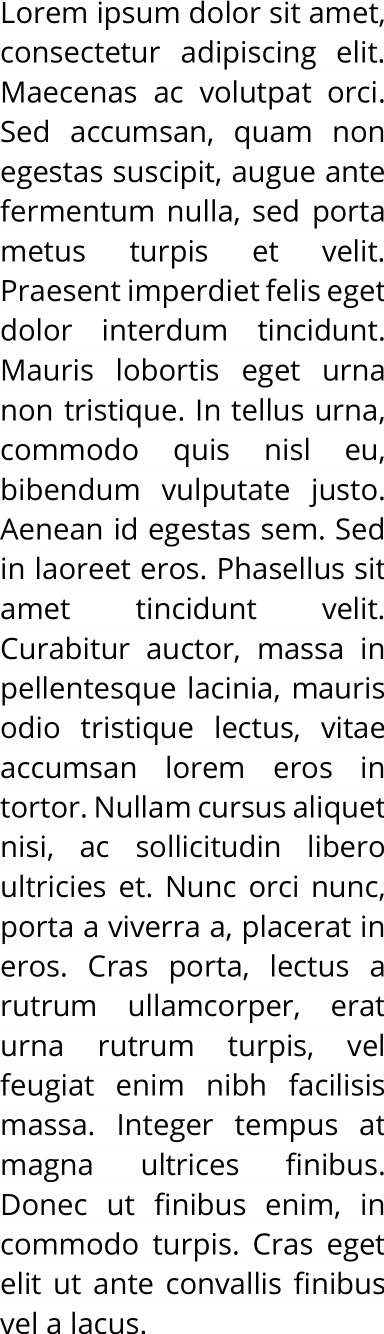 Lorem ipsum dolor sit amet,
consectetur adipiscing elit.
Maecenas ac volutpat orci.
Sed accumsan, quam non
egestas suscipit, augue ante
fermentum nulla, sed porta
metus turpis et velit.
Praesent imperdiet felis eget
dolor interdum tincidunt.
Mauris lobortis eget urna
non tristique. In tellus urna,
commodo quis nisl eu,
bibendum vulputate justo.
Aenean id egestas sem. Sed
in laoreet eros. Phasellus sit
amet tincidunt velit.
Curabitur auctor, massa in
pellentesque lacinia, mauris
odio tristique lectus, vitae
accumsan lorem eros in
tortor. Nullam cursus aliquet
nisi, ac sollicitudin libero
ultricies et. Nunc orci nunc,
porta a viverra a, placerat in
eros. Cras porta, lectus a
rutrum ullamcorper, erat
urna rutrum turpis, vel
feugiat enim nibh facilisis
massa. Integer tempus at
magna ultrices finibus.
Donec ut finibus enim, in
commodo turpis. Cras eget
elit ut ante convallis finibus
vel a lacus.